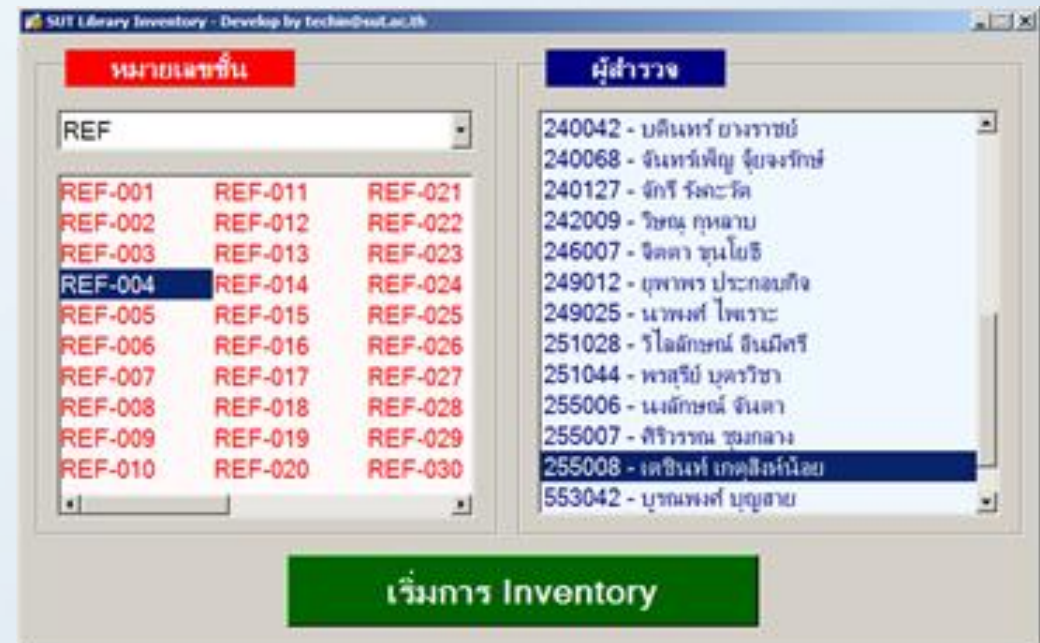 SUT Library Inventory - Develop by techin@sut.ac.th
หมายเลขชั้น
REF
REF-001 REF-011 REF-021
REF-002 REF-012 REF-022
REF-003 REF-013 REF-023
REF-004 REF-014 REF-024
REF-005 REF-015 REF-025
REF-006 REF-016 REF-026
REF-007 REF-017 REF-027
REF-008 REF-018 REF-028
REF-009 REF-019 REF-029
REF-010 REF-020 REF-030
ผู้สำรวจ
240042 - บดินทร์ ยางราชย์
240068 - จันทร์เพ็ญ จุ้ยจงรักษ์
240127 - จักรี รังคะวัต
242009 - วิษณุ กุหลาบ
246007 - จิตตา ขุนโยธี
249012 - ยุพาพร ประกอบกิจ
249025 - นวพงศ์ ไพเราะ
251028 - วิไลลักษณ์ อินมีศรี
251044 - พรสุรีย์ บุตรวิชา
255006 - นงลักษณ์ จันตา
255007 - ศิริวรรณ ชุมกลาง
255008 - เตชินท์ เกตุสิงห์น้อย
553042 - บูรณพงศ์ บุญสาย
เริ่มการ Inventory